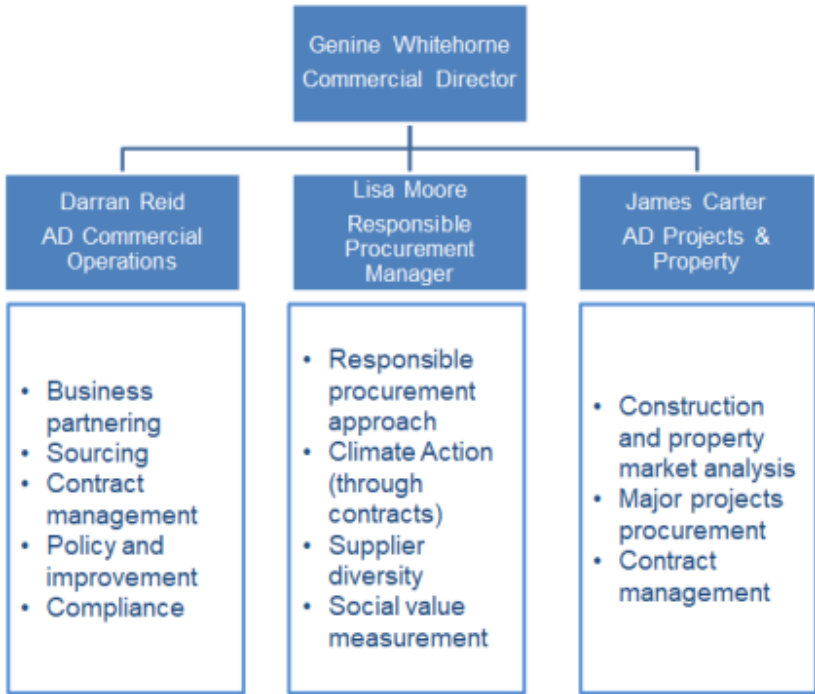 Genine Whitehorne
Commercial Director
Darran Reid
AD Commercial
Operations
Lisa Moore
Responsible
Procurement
Manager
James Carter
AD Projects &
Property
• Business
partnering
• Sourcing
• Contract
management
• Policy and
improvement
• Compliance
• Responsible
procurement
approach
• Climate Action
(through
contracts)
• Supplier
diversity
• Social value
measurement
• Construction
and property
market analysis
• Major projects
procurement
• Contract
management